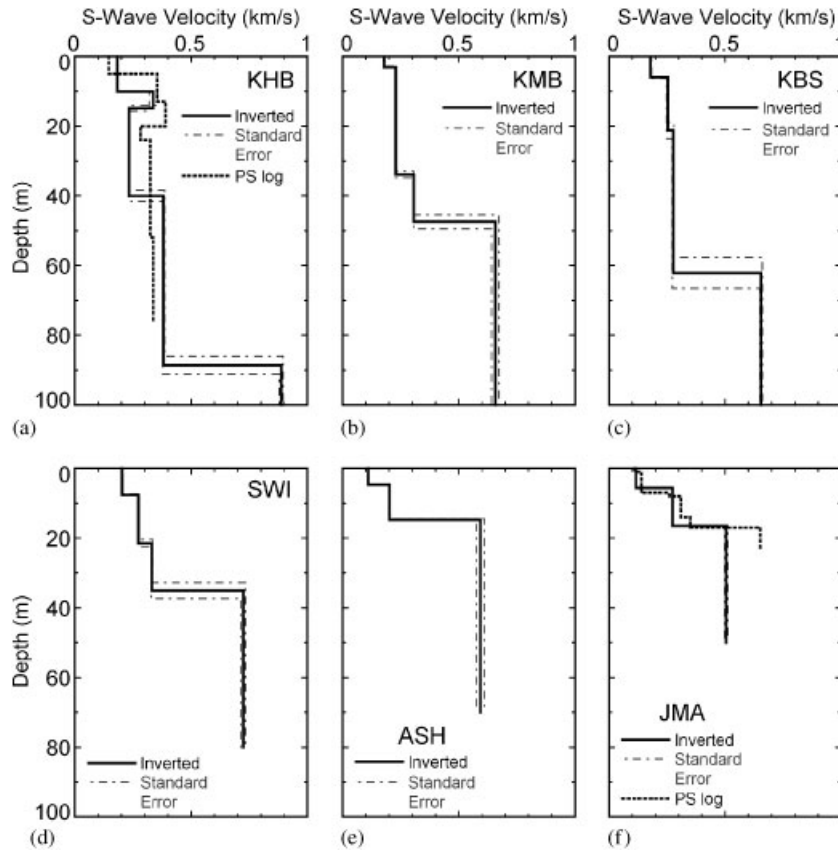 S-Wave Velocity (km/s) S-Wave Velocity (km/s) S-Wave Velocity (km/s)
0 0.5 1 0 0.5 1 0 0.5 1
0
20
40
60
80
100
Depth (m)
KHB
Inverted
Standard
Error
PS log
(a)
KMB
Inverted
Standard
Error
(b)
KBS
Inverted
Standard
Error
(c)
0
20
40
60
80
100
Depth (m)
SWI
Inverted
Standard
Error
(d)
ASH
Inverted
Standard
Error
(e)
JMA
Inverted
Standard
Error
PS log
(f)